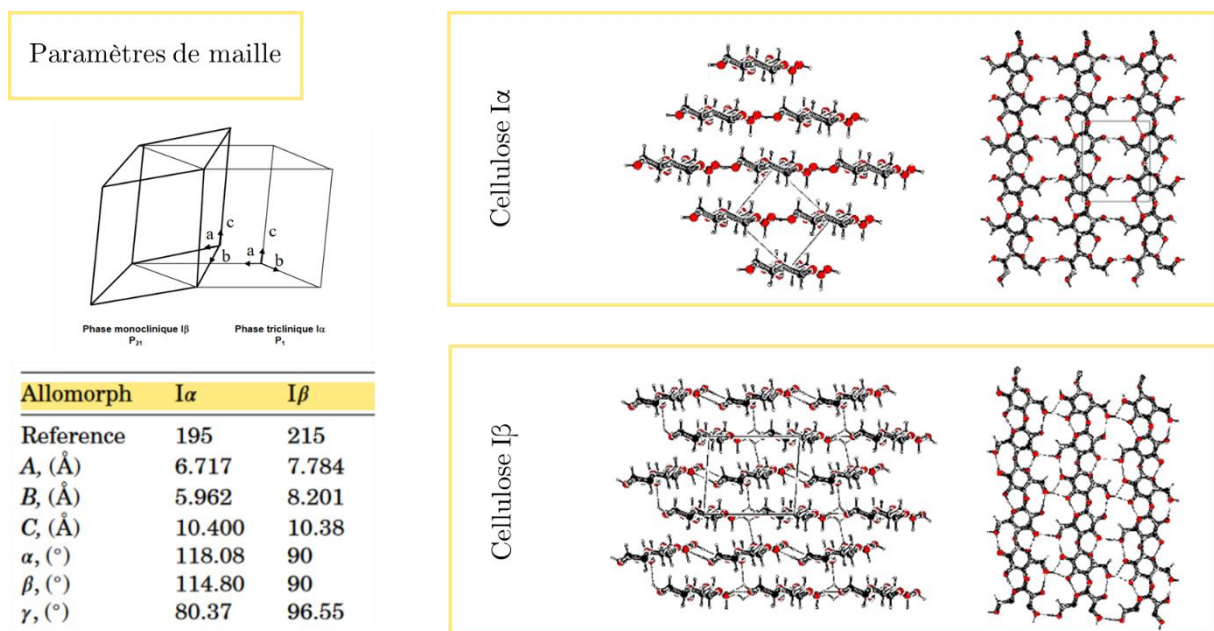 Paramètres de maille
c
a
b
c
a
b
Phase monoclinique Iβ
P21
Phase triclinique Iα
P1
Allomorph Iα Iβ
Reference 195 215
A, (Å) 6.717 7.784
B, (Å) 5.962 8.201
C, (Å) 10.400 10.38
α, (°) 118.08 90
β, (°) 114.80 90
γ, (°) 80.37 96.55
Cellulose Iα
Cellulose Iβ